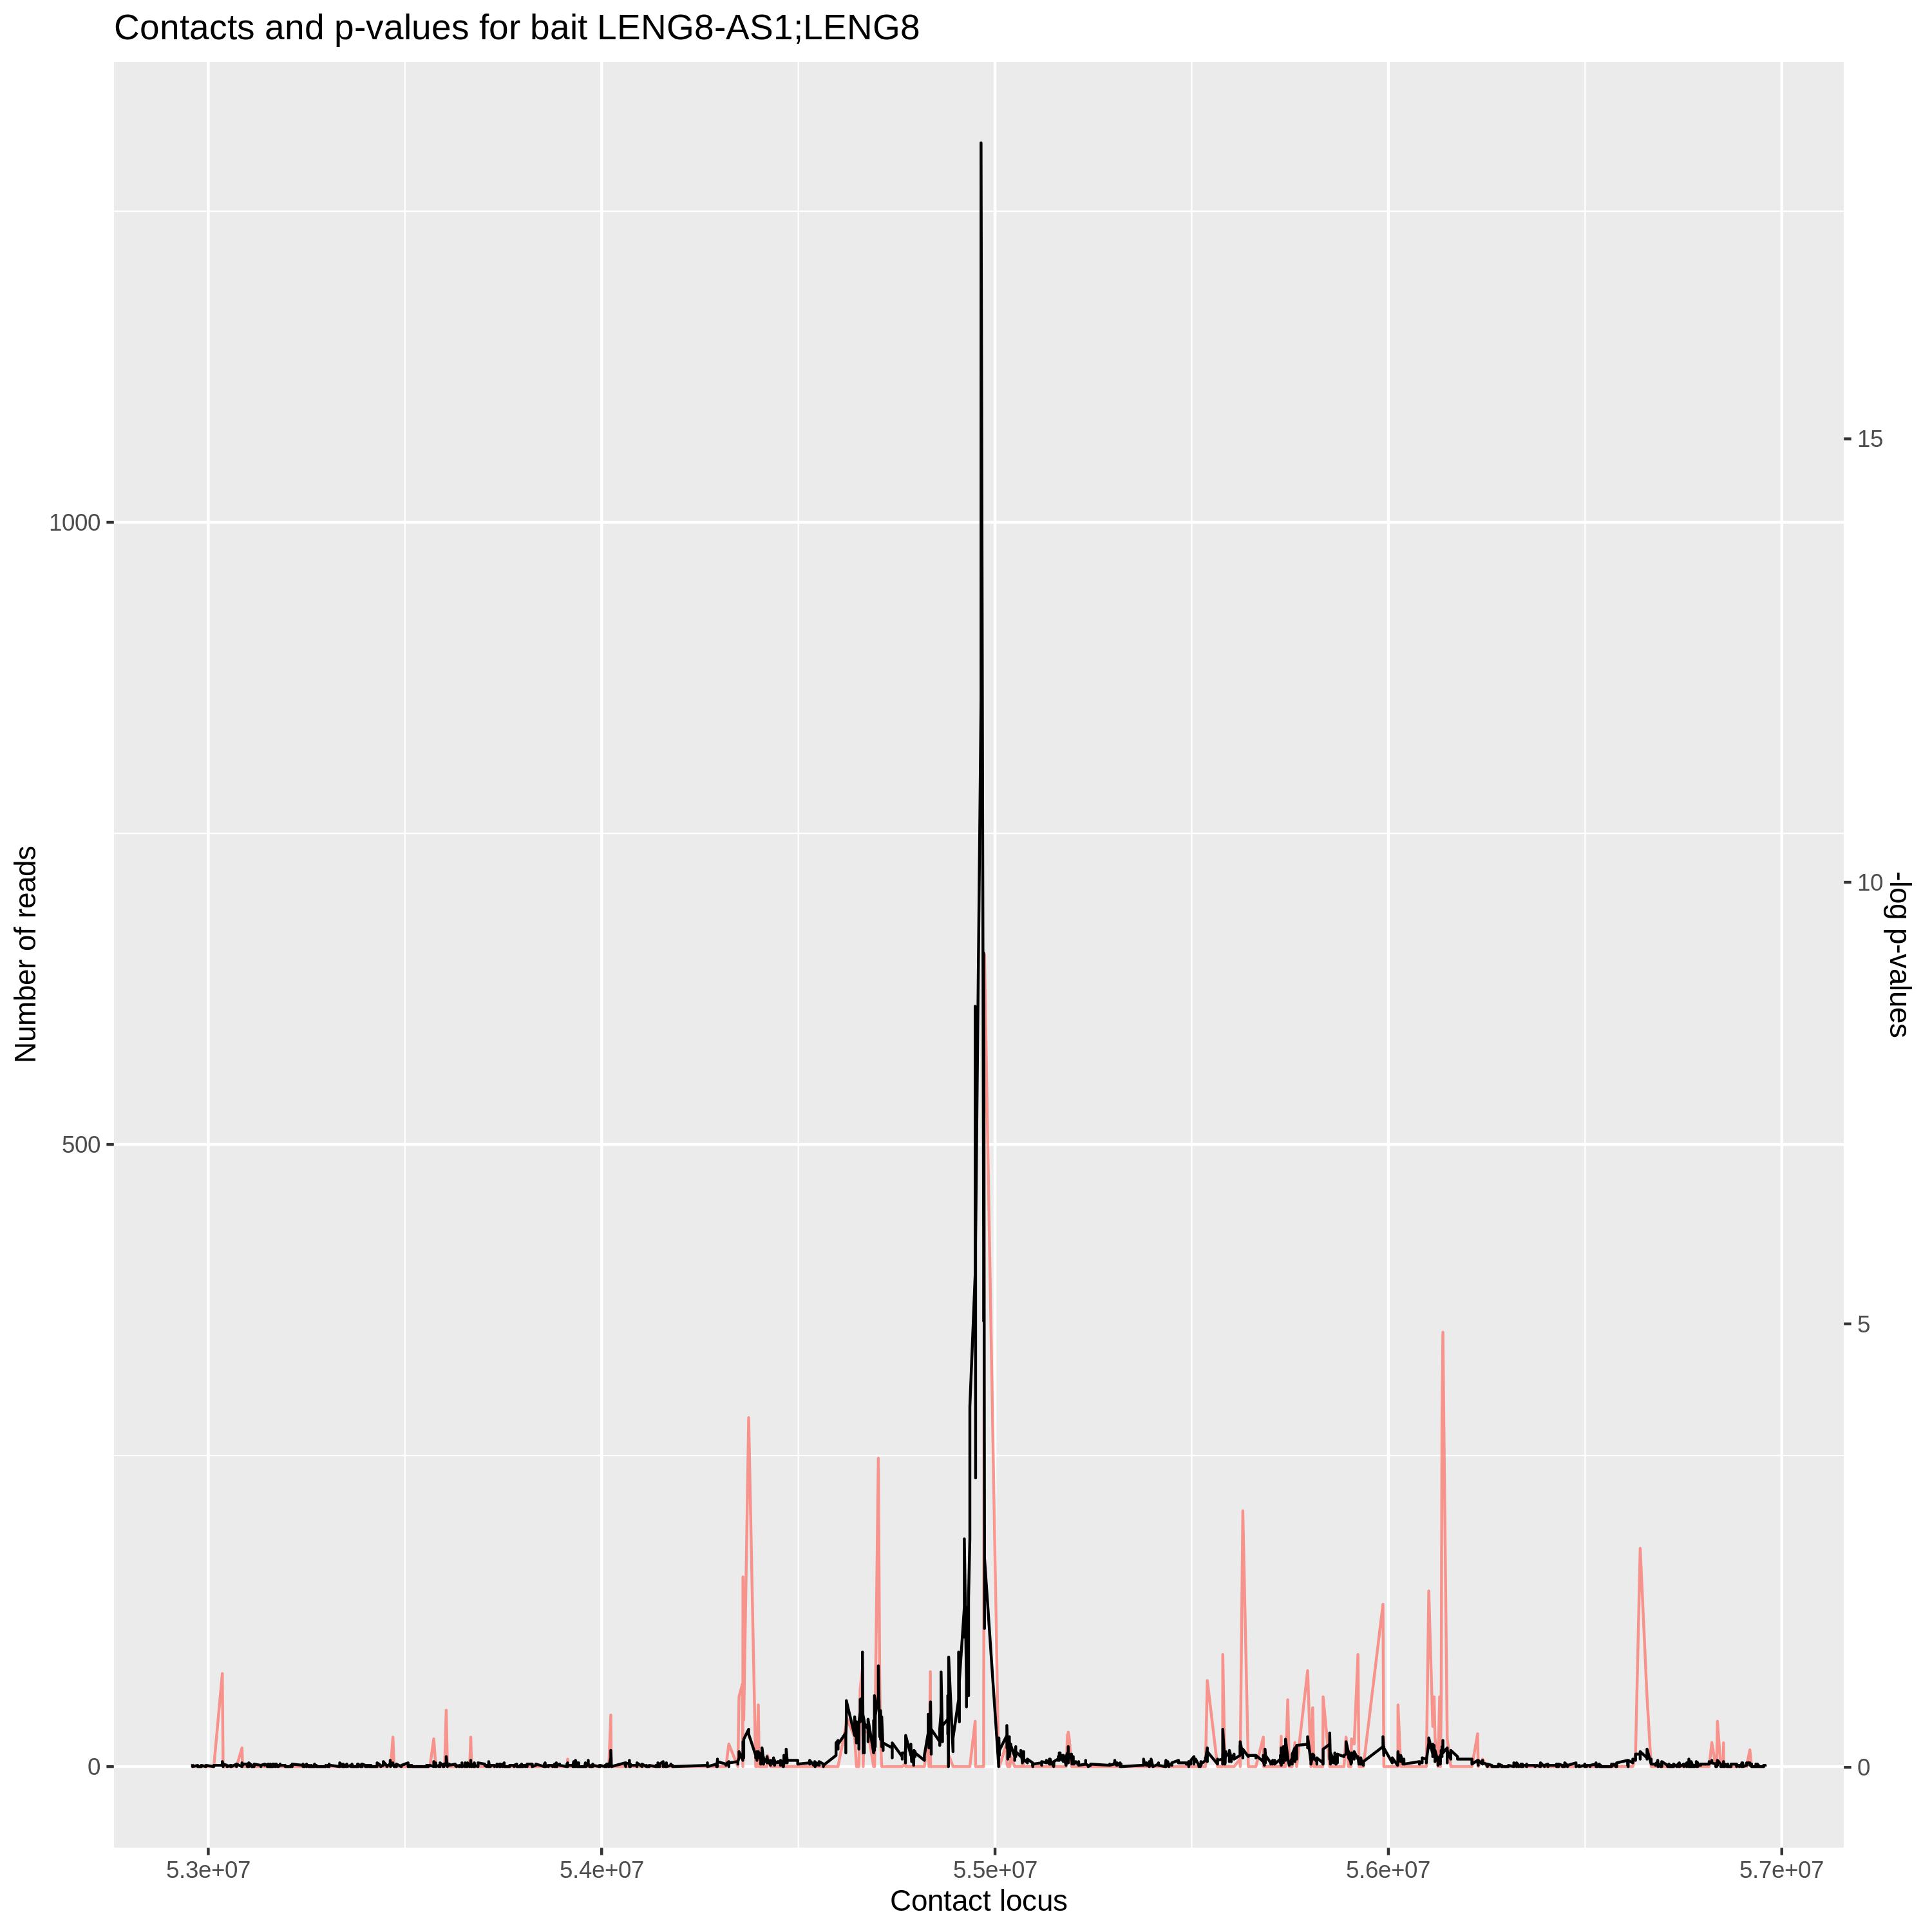 Contacts and p-values for bait LENG8-AS1;LENG8
Number of reads
1000
500
0
15
10
5
0
-log p-values
5.3e+07
5.4e+07
5.5e+07
5.6e+07
5.7e+07
Contact locus